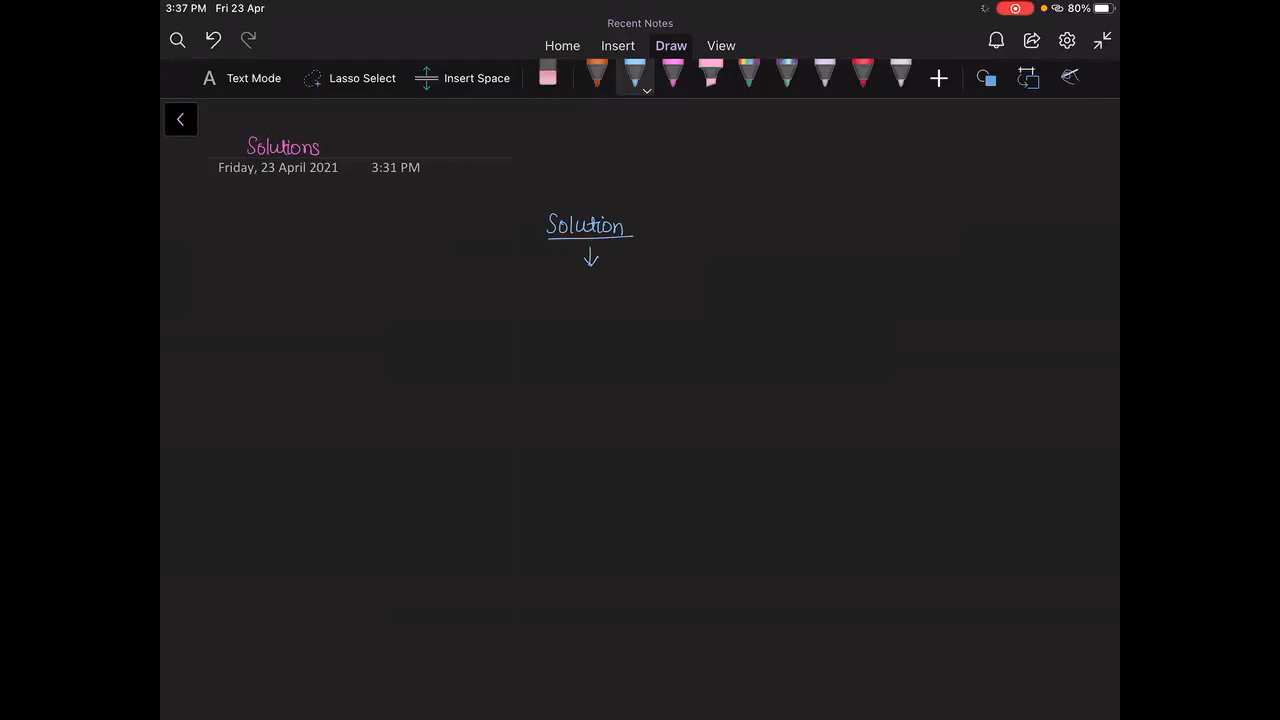 3:37 PM Fri 23 Apr 80%
Recent Notes
Home Insert Draw View
A Text Mode Lasso Select Insert Space
Solutions
Friday, 23 April 2021 3:31 PM
Solution